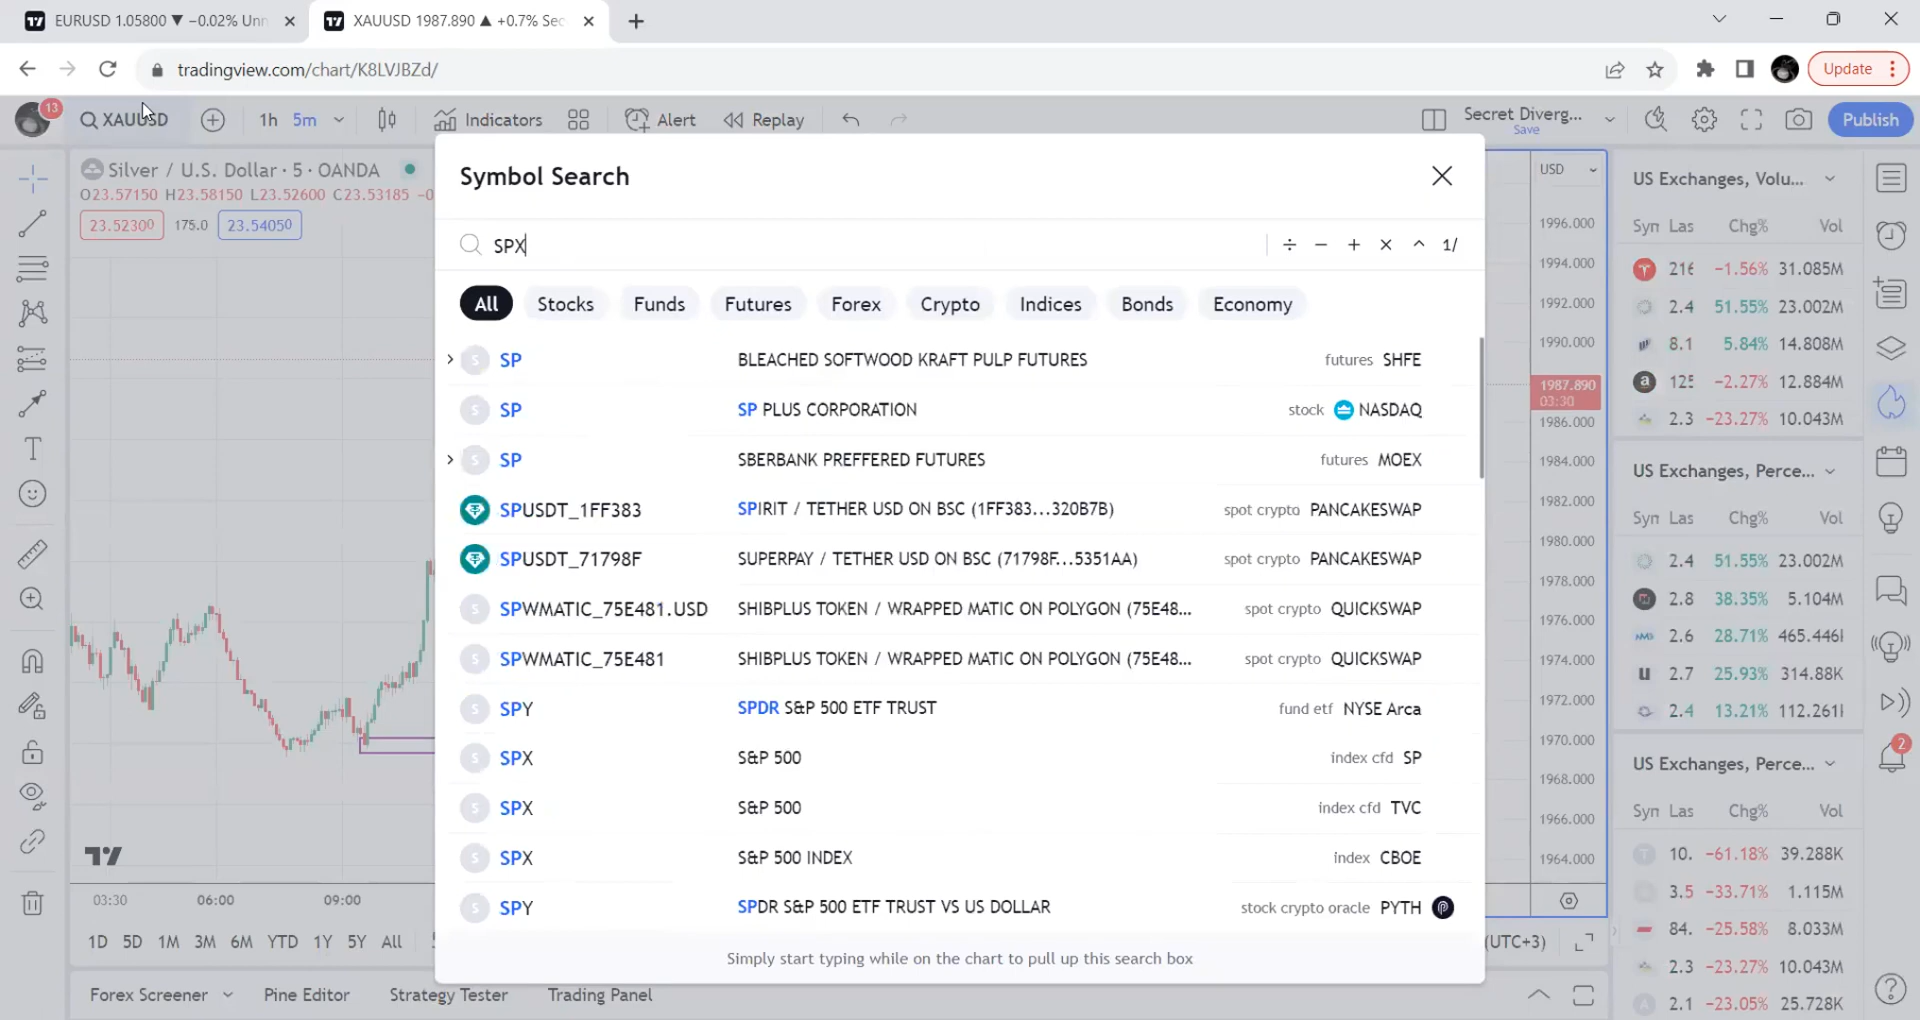 EURUSD 1.05800 ▼ −0.02% Unn
XAUUSD 1987.890 ▲ +0.7% Sec
tradingview.com/chart/K8LVJBZd/
Update
13
XAUUSD
1h 5m
Indicators
Alert
Replay
Secret Diverg...
Save
Publish
Silver / U.S. Dollar · 5 · OANDA
O23.57150 H23.58150 L23.52600 C23.53185 −0
23.52300 175.0 23.54050
Symbol Search
SPX
÷ − + × ^ 1/
All Stocks Funds Futures Forex Crypto Indices Bonds Economy
SP BLEACHED SOFTWOOD KRAFT PULP FUTURES futures SHFE
SP SP PLUS CORPORATION stock NASDAQ
SP SBERBANK PREFFERED FUTURES futures MOEX
SPUSDT_1FF383 SPIRIT / TETHER USD ON BSC (1FF383...320B7B) spot crypto PANCAKESWAP
SPUSDT_71798F SUPERPAY / TETHER USD ON BSC (71798F...5351AA) spot crypto PANCAKESWAP
SPWMATIC_75E481.USD SHIBPLUS TOKEN / WRAPPED MATIC ON POLYGON (75E48... spot crypto QUICKSWAP
SPWMATIC_75E481 SHIBPLUS TOKEN / WRAPPED MATIC ON POLYGON (75E48... spot crypto QUICKSWAP
SPY SPDR S&P 500 ETF TRUST fund etf NYSE Arca
SPX S&P 500 index cfd SP
SPX S&P 500 index cfd TVC
SPX S&P 500 INDEX index CBOE
SPY SPDR S&P 500 ETF TRUST VS US DOLLAR stock crypto oracle PYTH
Simply start typing while on the chart to pull up this search box
USD
1996.000
1994.000
1992.000
1990.000
1987.890
03:30
1986.000
1984.000
1982.000
1980.000
1978.000
1976.000
1974.000
1972.000
1970.000
1968.000
1966.000
1964.000
US Exchanges, Volu...
Syn Las Chg% Vol
216 −1.56% 31.085M
2.4 51.55% 23.002M
8.1 5.84% 14.808M
125 −2.27% 12.884M
2.3 −23.27% 10.043M
US Exchanges, Perce...
Syn Las Chg% Vol
2.4 51.55% 23.002M
2.8 38.35% 5.104M
2.6 28.71% 465.446
2.7 25.93% 314.88K
2.4 13.21% 112.261
US Exchanges, Perce...
Syn Las Chg% Vol
10. −61.18% 39.288K
3.5 −33.71% 1.115M
84. −25.58% 8.033M
2.3 −23.27% 10.043M
2.1 −23.05% 25.728K
2
03:30 06:00 09:00
1D 5D 1M 3M 6M YTD 1Y 5Y All
(UTC+3)
Forex Screener Pine Editor Strategy Tester Trading Panel